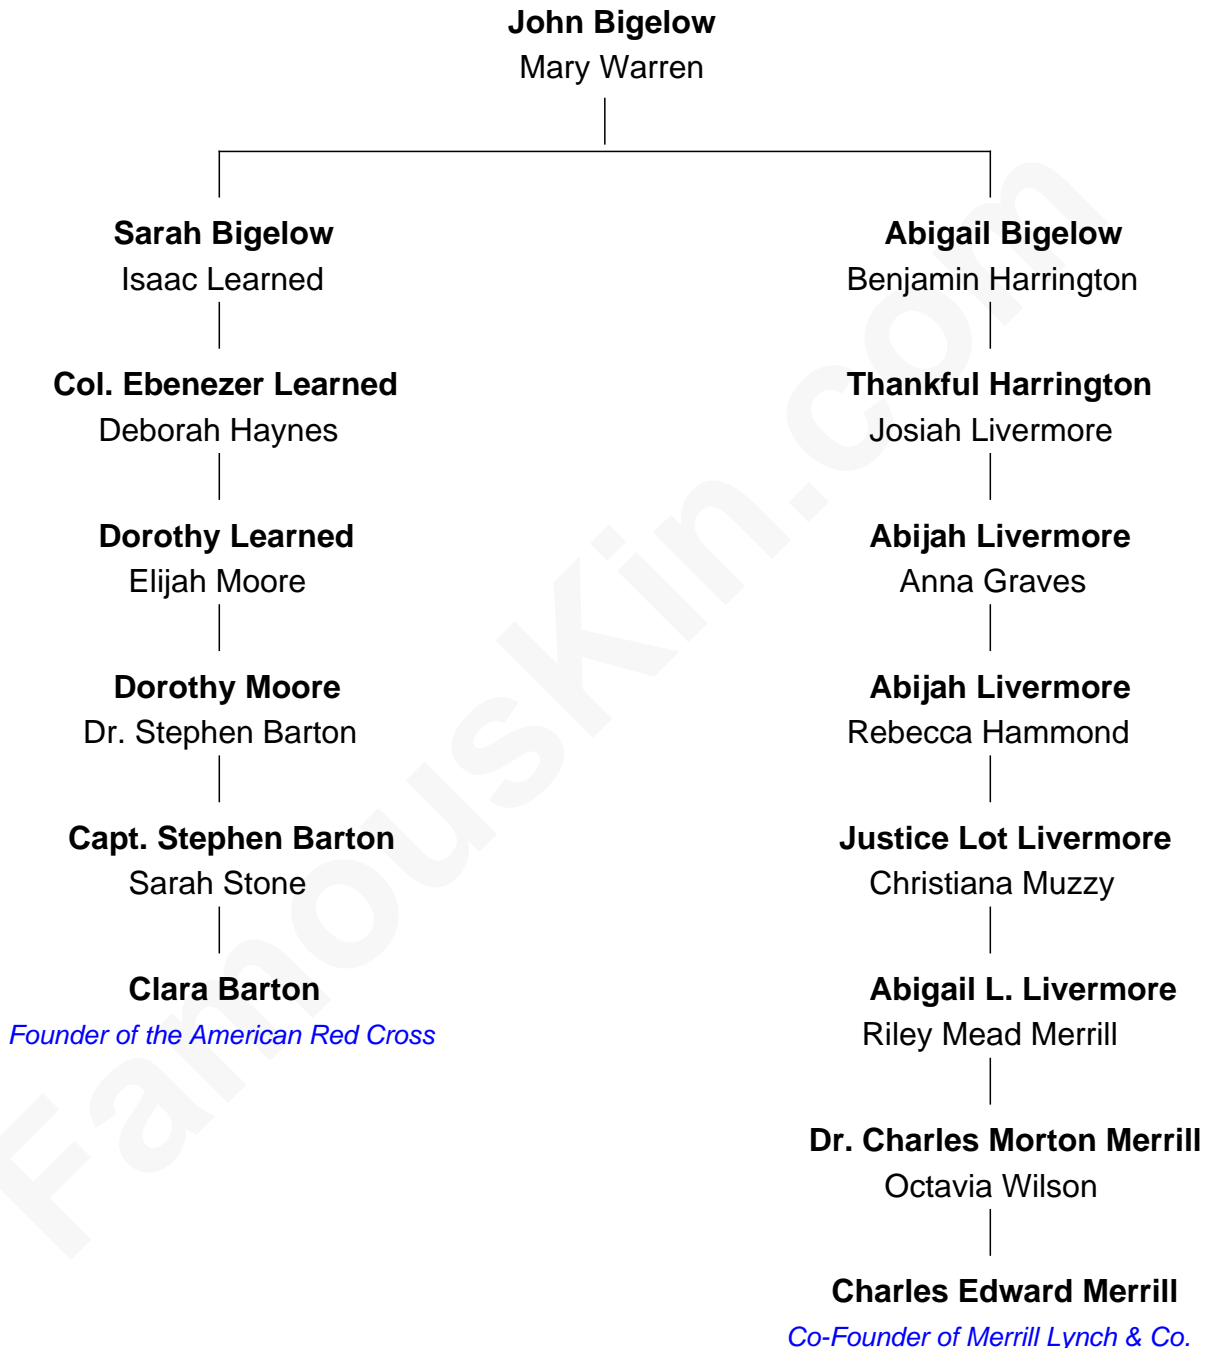 John Bigelow
Mary Warren
Sarah Bigelow
Isaac Learned
Col. Ebenezer Learned
Deborah Haynes
Dorothy Learned
Elijah Moore
Dorothy Moore
Dr. Stephen Barton
Capt. Stephen Barton
Sarah Stone
Clara Barton
Founder of the American Red Cross
Abigail Bigelow
Benjamin Harrington
Thankful Harrington
Josiah Livermore
Abijah Livermore
Anna Graves
Abijah Livermore
Rebecca Hammond
Justice Lot Livermore
Christiana Muzzy
Abigail L. Livermore
Riley Mead Merrill
Dr. Charles Morton Merrill
Octavia Wilson
Charles Edward Merrill
Co-Founder of Merrill Lynch & Co.
FamousKin.com